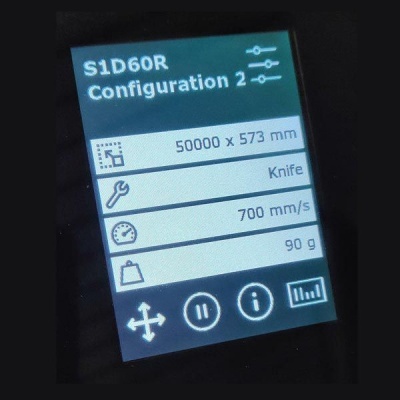 S1D60R
Configuration 2
50000 x 573 mm
Knife
700 mm/s
90 g